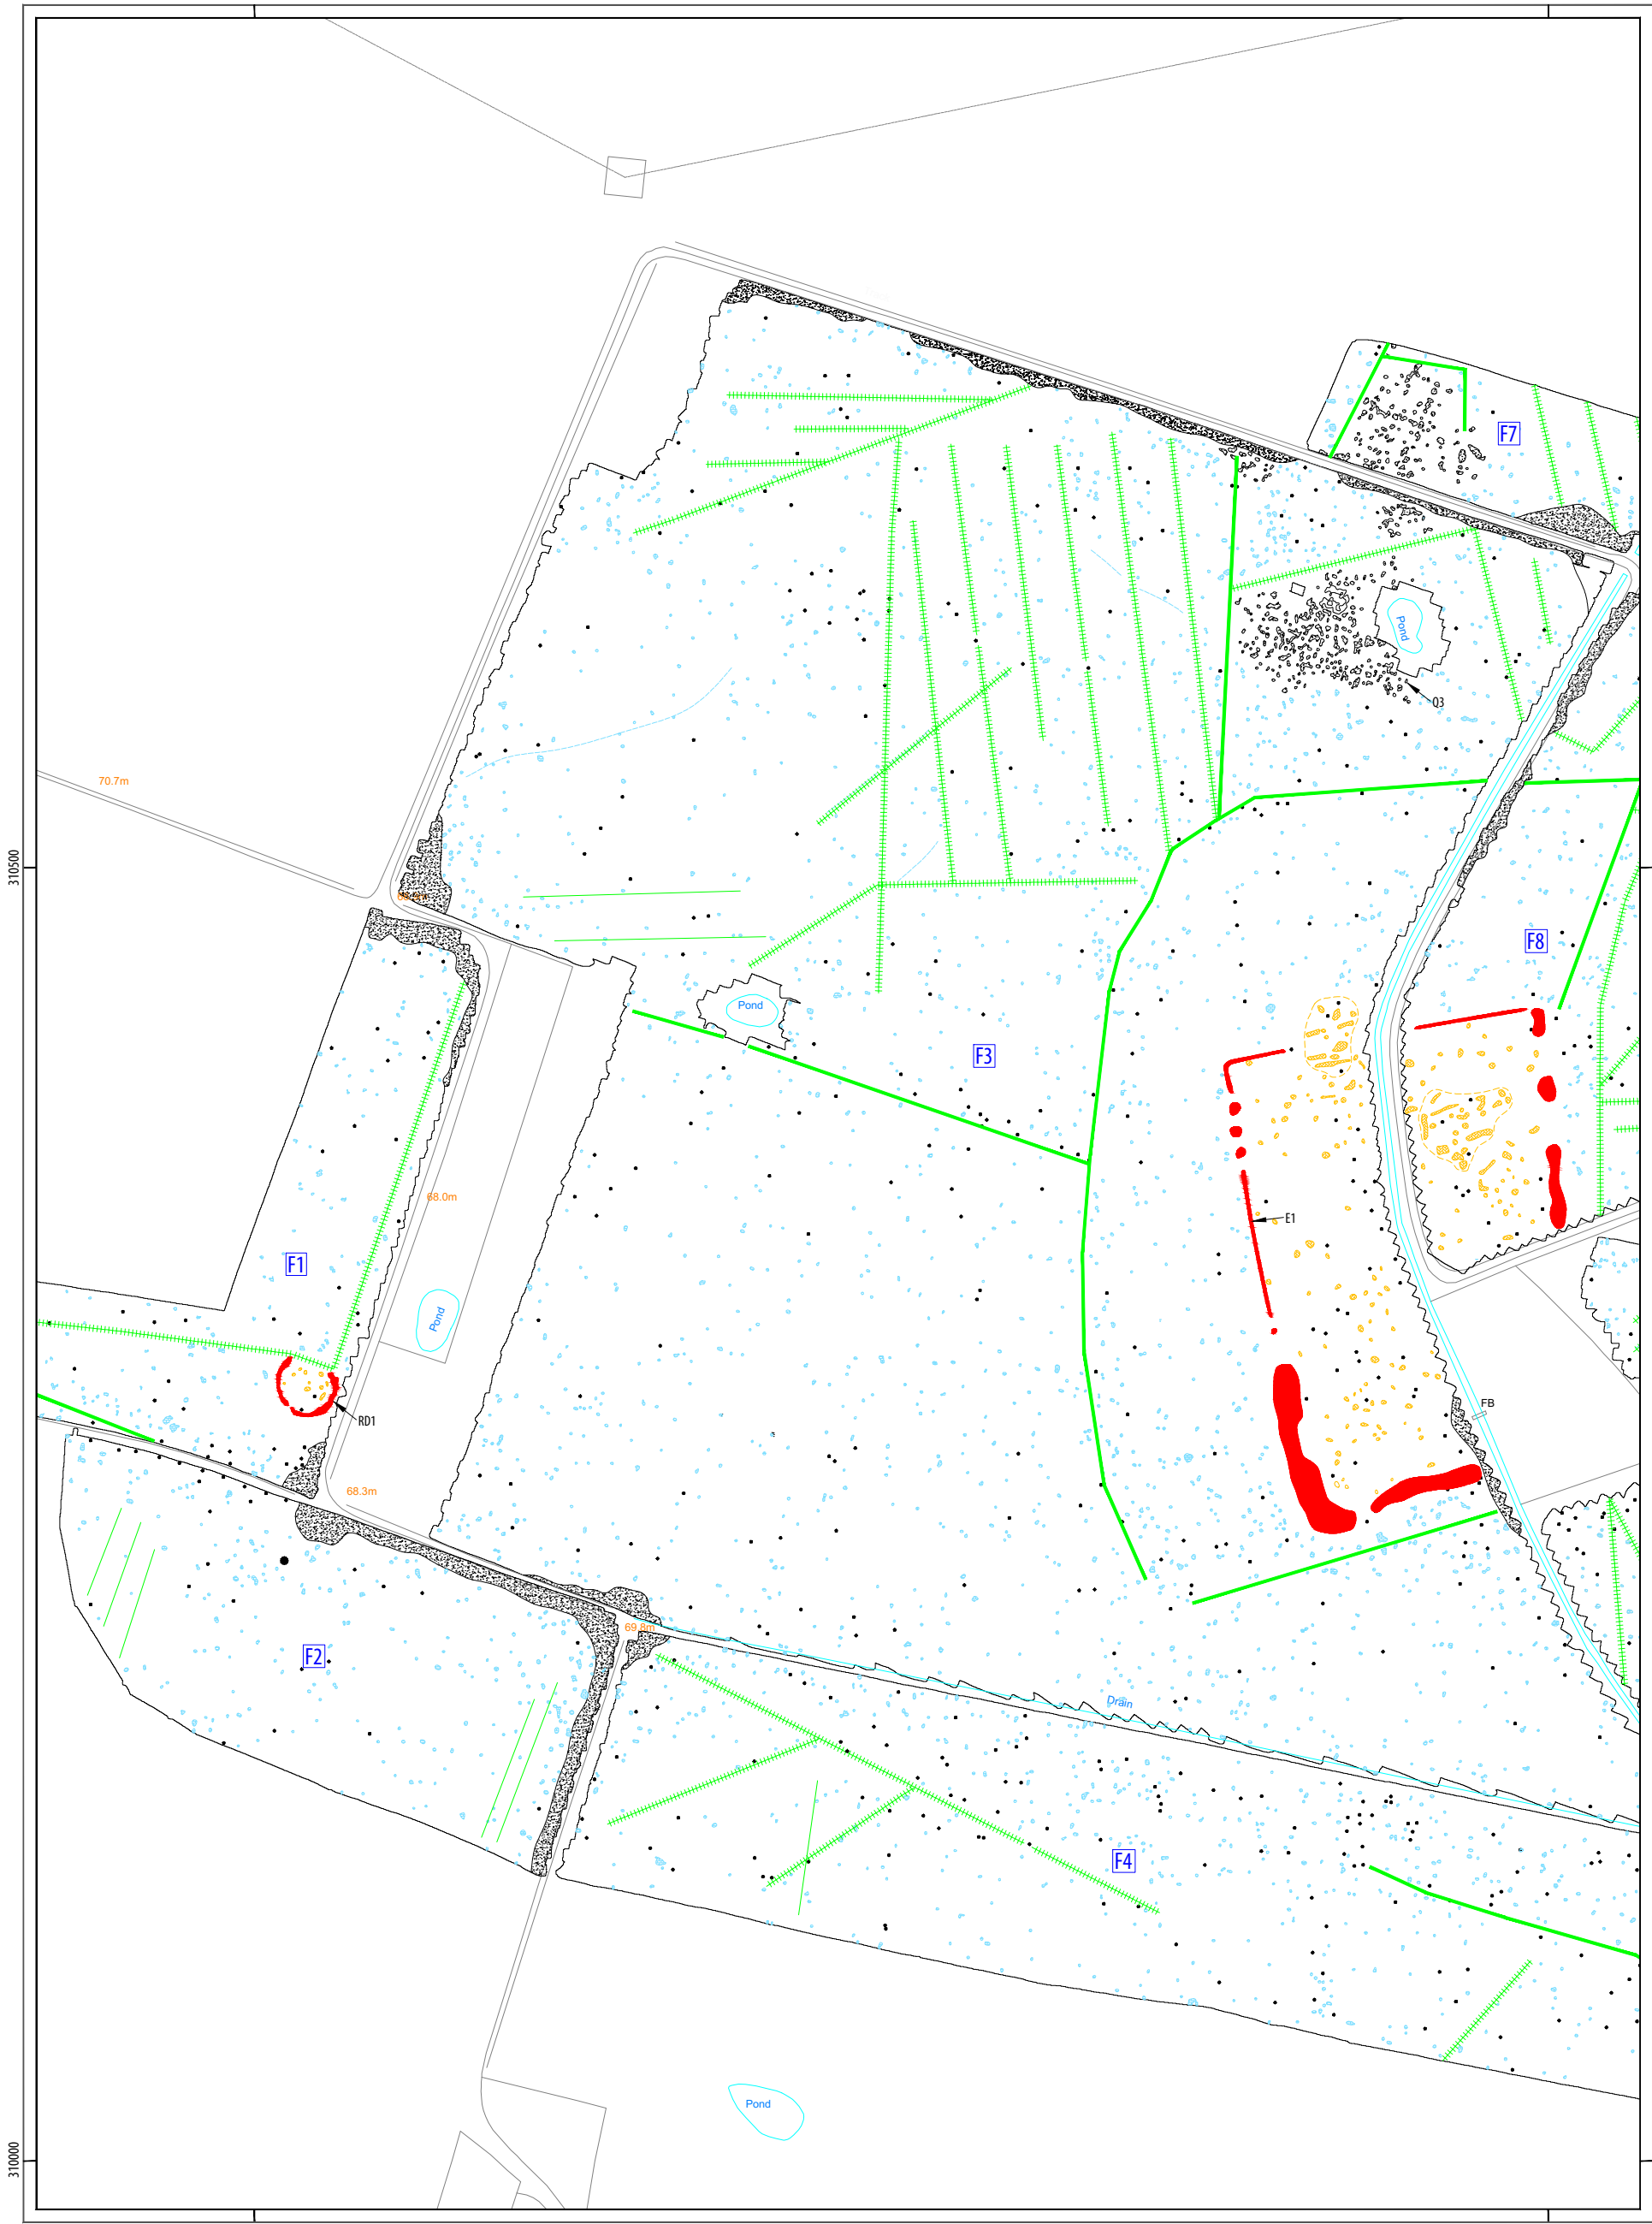 F7
Pond
Q3
70.7m
310500
F8
Pond
F3
68.0m
E1
F1
Pond
FB
RD1
68.3m
69.8m
F2
Drain
F4
310000
Pond